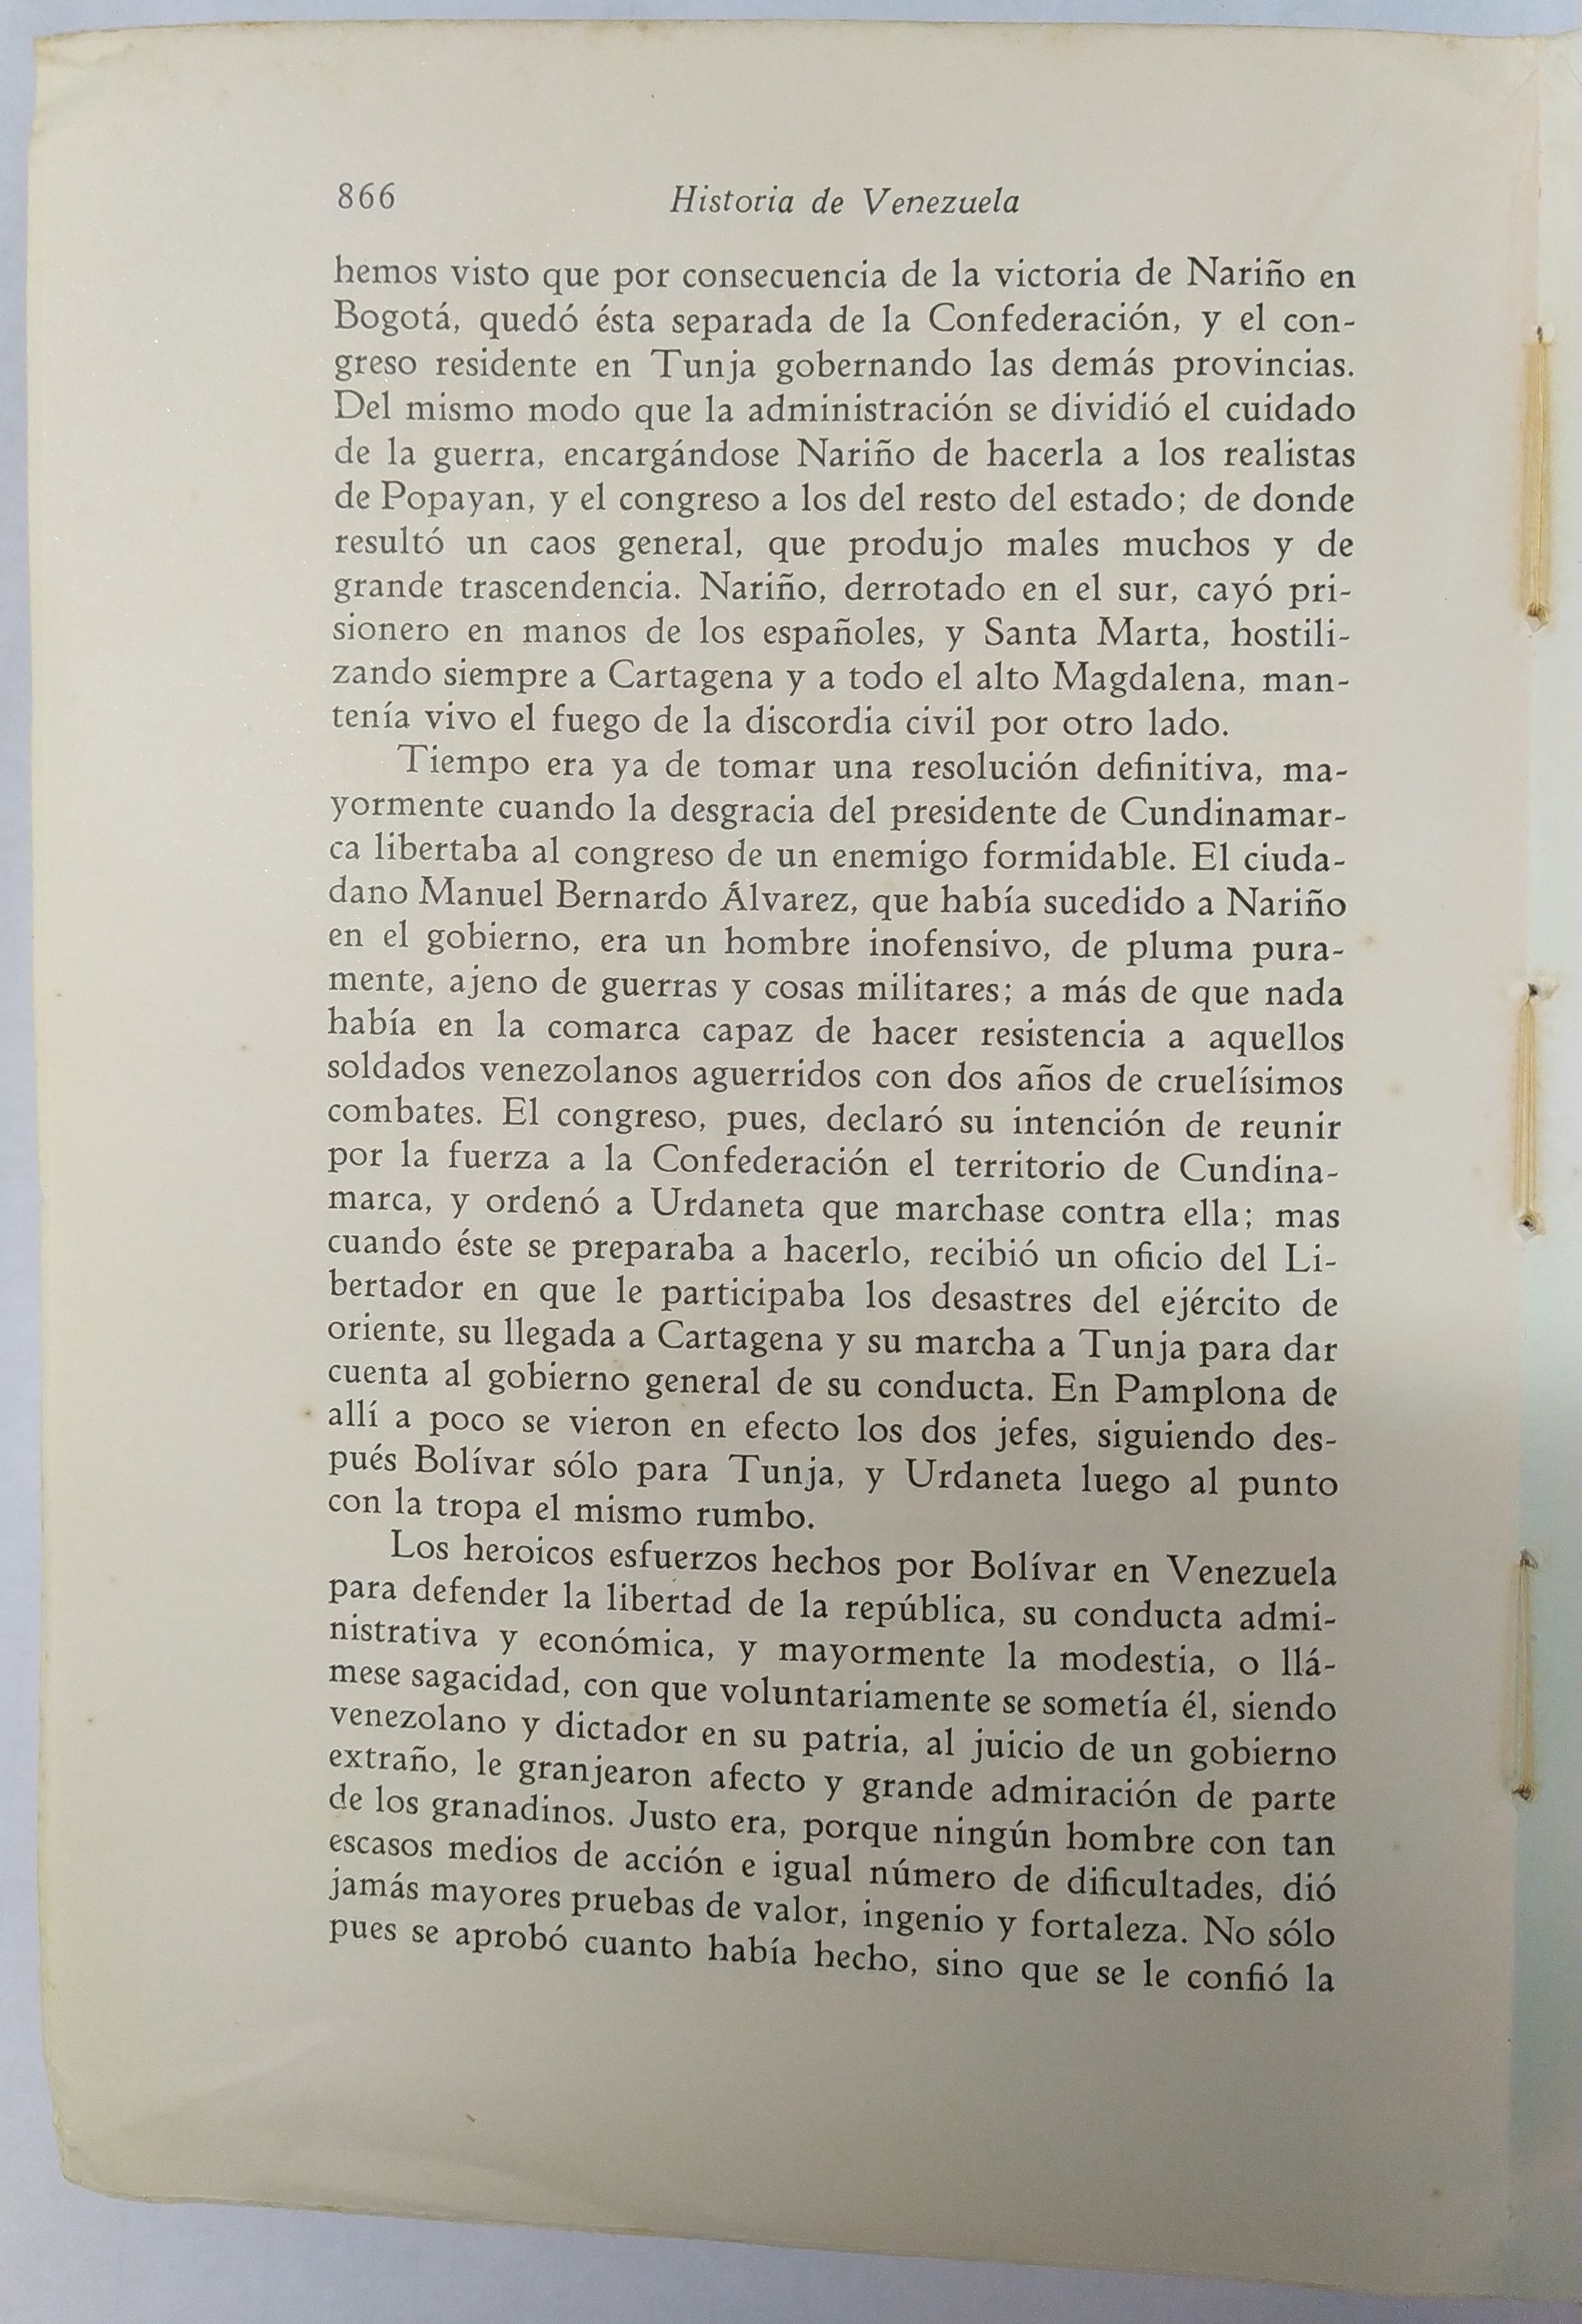 866 Historia de Venezuela
hemos visto que por consecuencia de la victoria de Nariño en
Bogotá, quedó ésta separada de la Confederación, y el con-
greso residente en Tunja gobernando las demás provincias.
Del mismo modo que la administración se dividió el cuidado
de la guerra, encargándose Nariño de hacerla a los realistas
de Popayan, y el congreso a los del resto del estado; de donde
resultó un caos general, que produjo males muchos y de
grande trascendencia. Nariño, derrotado en el sur, cayó pri-
sionero en manos de los españoles, y Santa Marta, hostili-
zando siempre a Cartagena y a todo el alto Magdalena, man-
tenía vivo el fuego de la discordia civil por otro lado.
Tiempo era ya de tomar una resolución definitiva, ma-
yormente cuando la desgracia del presidente de Cundinamar-
ca libertaba al congreso de un enemigo formidable. El ciuda-
dano Manuel Bernardo Álvarez, que había sucedido a Nariño
en el gobierno, era un hombre inofensivo, de pluma pura-
mente, ajeno de guerras y cosas militares; a más de que nada
había en la comarca capaz de hacer resistencia a aquellos
soldados venezolanos aguerridos con dos años de cruelísimos
combates. El congreso, pues, declaró su intención de reunir
por la fuerza a la Confederación el territorio de Cundina-
marca, y ordenó a Urdaneta que marchase contra ella; mas
cuando éste se preparaba a hacerlo, recibió un oficio del Li-
bertador en que le participaba los desastres del ejército de
oriente, su llegada a Cartagena y su marcha a Tunja para dar
cuenta al gobierno general de su conducta. En Pamplona de
allí a poco se vieron en efecto los dos jefes, siguiendo des-
pués Bolívar sólo para Tunja, y Urdaneta luego al punto
con la tropa el mismo rumbo.
Los heroicos esfuerzos hechos por Bolívar en Venezuela
para defender la libertad de la república, su conducta admi-
nistrativa y económica, y mayormente la modestia, o llá-
mese sagacidad, con que voluntariamente se sometía él, siendo
venezolano y dictador en su patria, al juicio de un gobierno
extraño, le granjearon afecto y grande admiración de parte
de los granadinos. Justo era, porque ningún hombre con tan
escasos medios de acción e igual número de dificultades, dió
jamás mayores pruebas de valor, ingenio y fortaleza. No sólo
pues se aprobó cuanto había hecho, sino que se le confió la